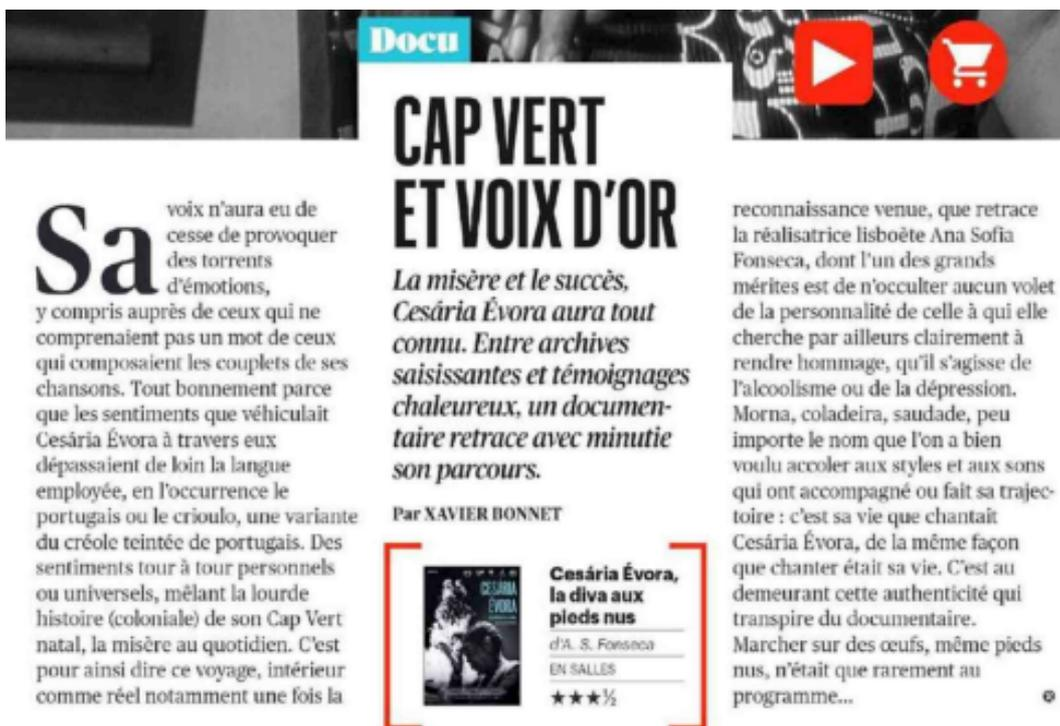 Docu
CAP VERT
ET VOIX D'OR
La misère et le succès,
Cesária Évora aura tout
connu. Entre archives
saisissantes et témoignages
chaleureux, un documen-
taire retrace avec minutie
son parcours.
Par XAVIER BONNET
Sa voix n'aura eu de
cesse de provoquer
des torrents
d'émotions,
y compris auprès de ceux qui ne
comprenaient pas un mot de ceux
qui composaient les couplets de ses
chansons. Tout bonnement parce
que les sentiments que véhiculait
Cesária Évora à travers eux
dépassaient de loin la langue
employée, en l'occurrence le
portugais ou le crioulo, une variante
du créole teintée de portugais. Des
sentiments tour à tour personnels
ou universels, mêlant la lourde
histoire (coloniale) de son Cap Vert
natal, la misère au quotidien. C'est
pour ainsi dire ce voyage, intérieur
comme réel notamment une fois la
reconnaissance venue, que retrace
la réalisatrice lisboète Ana Sofia
Fonseca, dont l'un des grands
mérites est de n'occulter aucun volet
de la personnalité de celle à qui elle
cherche par ailleurs clairement à
rendre hommage, qu'il s'agisse de
l'alcoolisme ou de la dépression.
Morna, coladeira, saudade, peu
importe le nom que l'on a bien
voulu accoler aux styles et aux sons
qui ont accompagné ou fait sa trajec-
toire : c'est sa vie que chantait
Cesária Évora, de la même façon
que chanter était sa vie. C'est au
demeurant cette authenticité qui
transpire du documentaire.
Marcher sur des œufs, même pieds
nus, n'était que rarement au
programme...
CESÁRIA
ÉVORA
Cesária Évora,
la diva aux
pieds nus
d'A. S. Fonseca
EN SALLES
★★★½